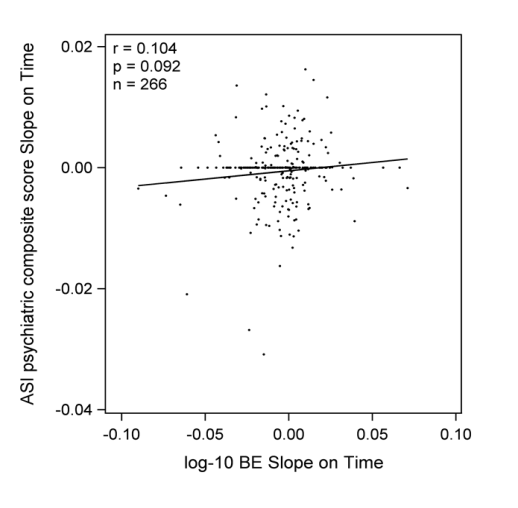 r = 0.104
p = 0.092
n = 266
ASI psychiatric composite score Slope on Time
0.02
0.00
-0.02
-0.04
-0.10 -0.05 0.00 0.05 0.10
log-10 BE Slope on Time